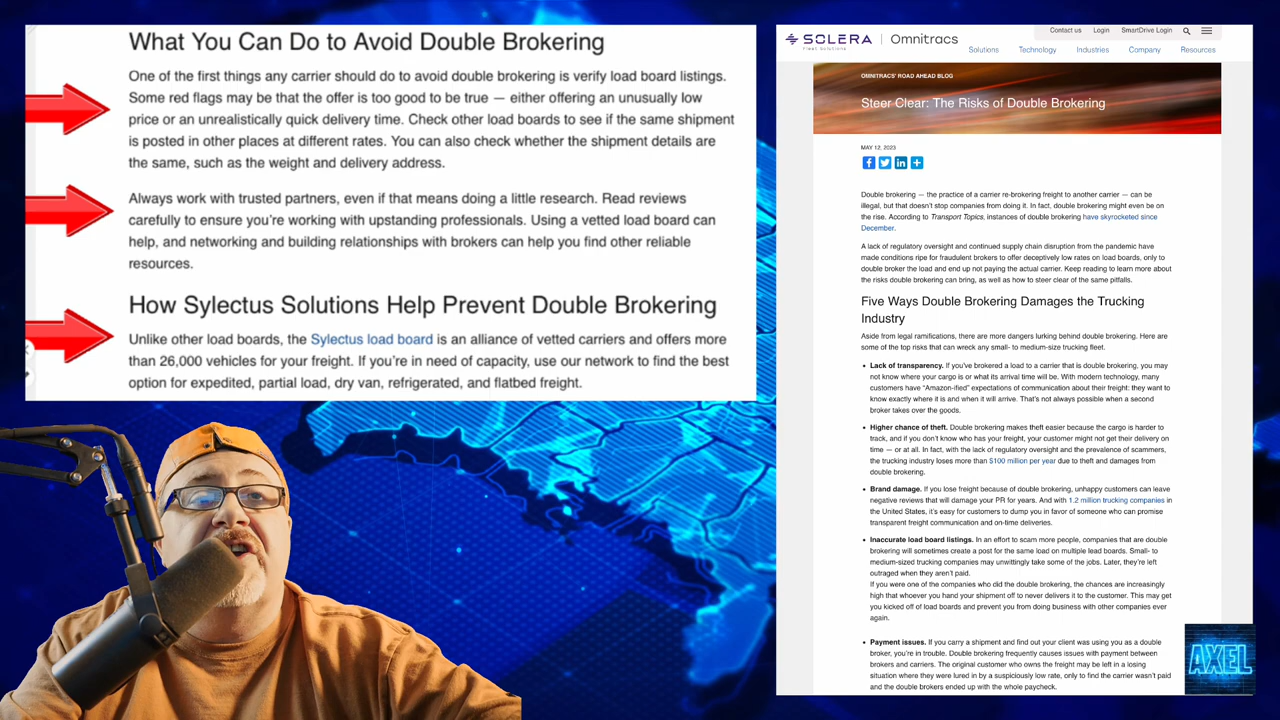 What You Can Do to Avoid Double Brokering
One of the first things any carrier should do to avoid double brokering is verify load board listings.
Some red flags may be that the offer is too good to be true — either offering an unusually low
price or an unrealistically quick delivery time. Check other load boards to see if the same shipment
is posted in other places at different rates. You can also check whether the shipment details are
the same, such as the weight and delivery address.
Always work with trusted partners, even if that means doing a little research. Read reviews
carefully to ensure you're working with upstanding professionals. Using a vetted load board can
help, and networking and building relationships with brokers can help you find other reliable
resources.
How Sylectus Solutions Help Prevent Double Brokering
Unlike other load boards, the Sylectus load board is an alliance of vetted carriers and offers more
than 26,000 vehicles for your freight. If you're in need of capacity, use our network to find the best
option for expedited, partial load, dry van, refrigerated, and flatbed freight.
Contact us Login SmartDrive Login
SOLERA | Omnitracs
fleet solutions
Solutions Technology Industries Company Resources
OMNITRACS' ROAD AHEAD BLOG
Steer Clear: The Risks of Double Brokering
MAY 12, 2023
Double brokering — the practice of a carrier re-brokering freight to another carrier — can be
illegal, but that doesn't stop companies from doing it. In fact, double brokering might even be on
the rise. According to Transport Topics, instances of double brokering have skyrocketed since
December.
A lack of regulatory oversight and continued supply chain disruption from the pandemic have
made conditions ripe for fraudulent brokers to offer deceptively low rates on load boards, only to
double broker the load and end up not paying the actual carrier. Keep reading to learn more about
the risks double brokering can bring, as well as how to steer clear of the same pitfalls.
Five Ways Double Brokering Damages the Trucking
Industry
Aside from legal ramifications, there are more dangers lurking behind double brokering. Here are
some of the top risks that can wreck any small- to medium-size trucking fleet.
• Lack of transparency. If you've brokered a load to a carrier that is double brokering, you may
not know where your cargo is or what its arrival time will be. With modern technology, many
customers have “Amazon-ified” expectations of communication about their freight: they want to
know exactly where it is and when it will arrive. That's not always possible when a second
broker takes over the goods.
• Higher chance of theft. Double brokering makes theft easier because the cargo is harder to
track, and if you don't know who has your freight, your customer might not get their delivery on
time — or at all. In fact, with the lack of regulatory oversight and the prevalence of scammers,
the trucking industry loses more than $100 million per year due to theft and damages from
double brokering.
• Brand damage. If you lose freight because of double brokering, unhappy customers can leave
negative reviews that will damage your PR for years. And with 1.2 million trucking companies in
the United States, it's easy for customers to dump you in favor of someone who can promise
transparent freight communication and on-time deliveries.
• Inaccurate load board listings. In an effort to scam more people, companies that are double
brokering will sometimes create a post for the same load on multiple lead boards. Small- to
medium-sized trucking companies may unwittingly take some of the jobs. Later, they're left
outraged when they aren't paid.
If you were one of the companies who did the double brokering, the chances are increasingly
high that whoever you hand your shipment off to never delivers it to the customer. This may get
you kicked off of load boards and prevent you from doing business with other companies ever
again.
• Payment issues. If you carry a shipment and find out your client was using you as a double
broker, you're in trouble. Double brokering frequently causes issues with payment between
brokers and carriers. The original customer who owns the freight may be left in a losing
situation where they were lured in by a suspiciously low rate, only to find the carrier wasn't paid
and the double brokers ended up with the whole paycheck.
AXEL